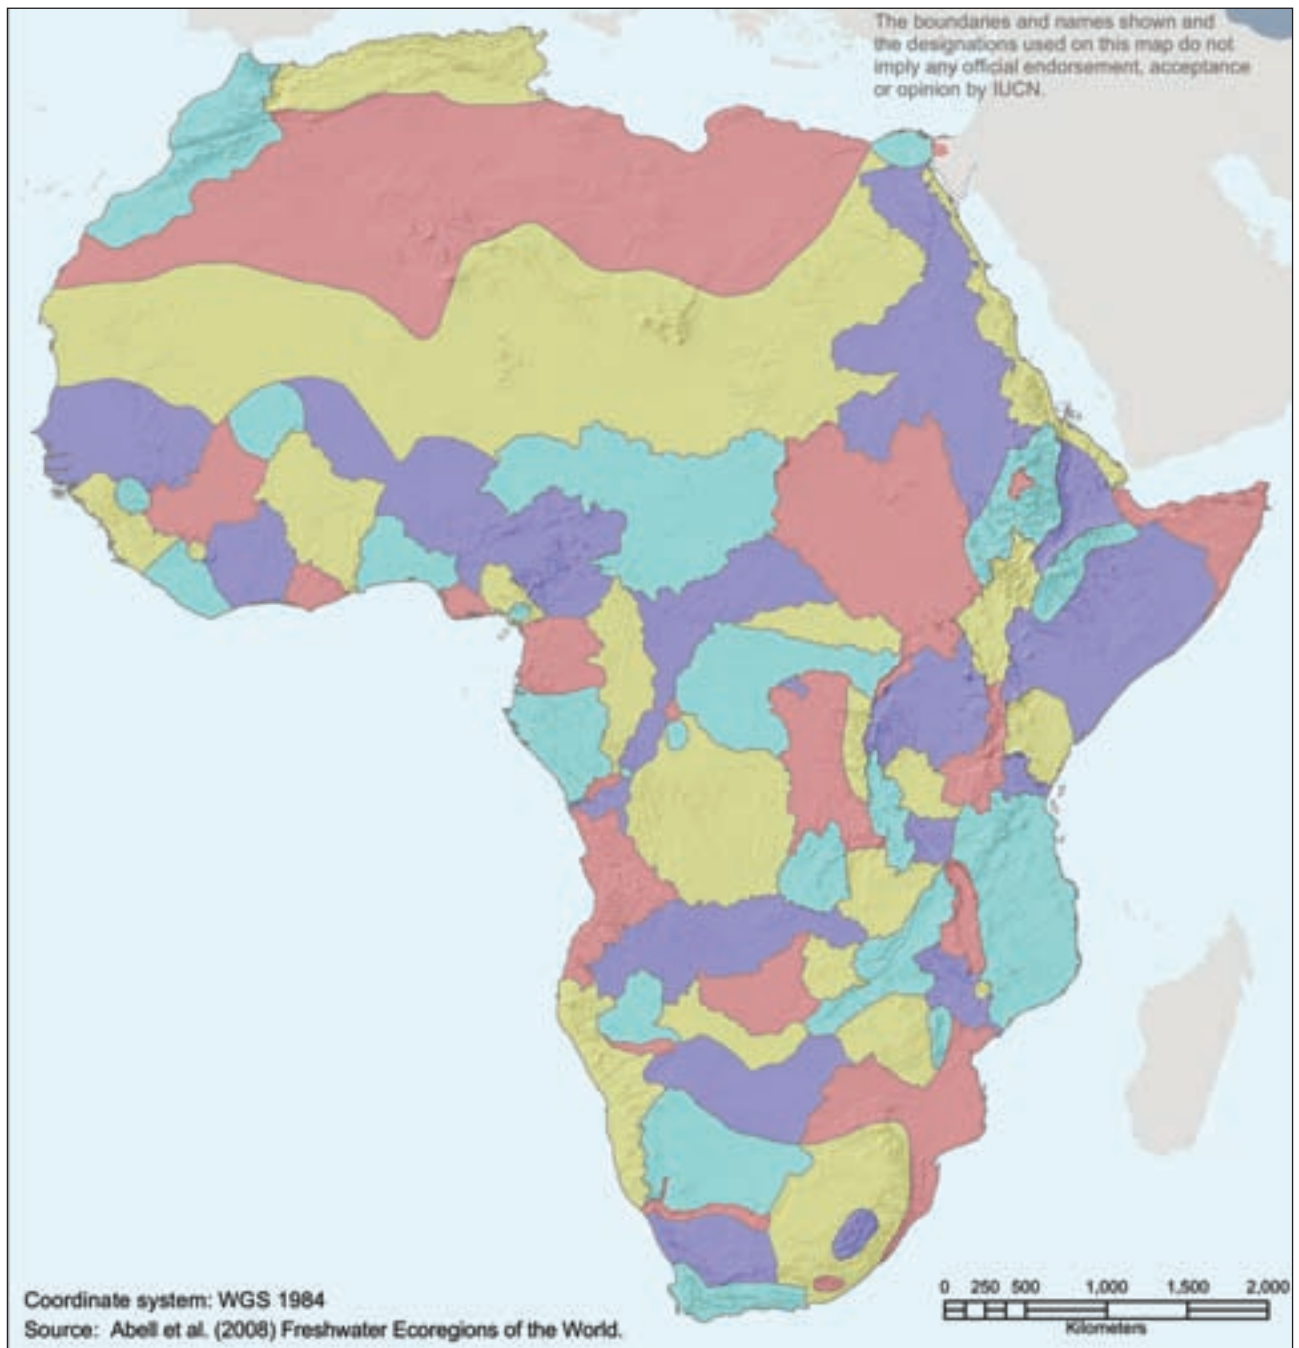 The boundaries and names shown and
the designations used on this map do not
imply any official endorsement, acceptance
or opinion by IUCN.
0 250 500 1,000 1,500 2,000
Kilometers
Coordinate system: WGS 1984
Source: Abell et al. (2008) Freshwater Ecoregions of the World.